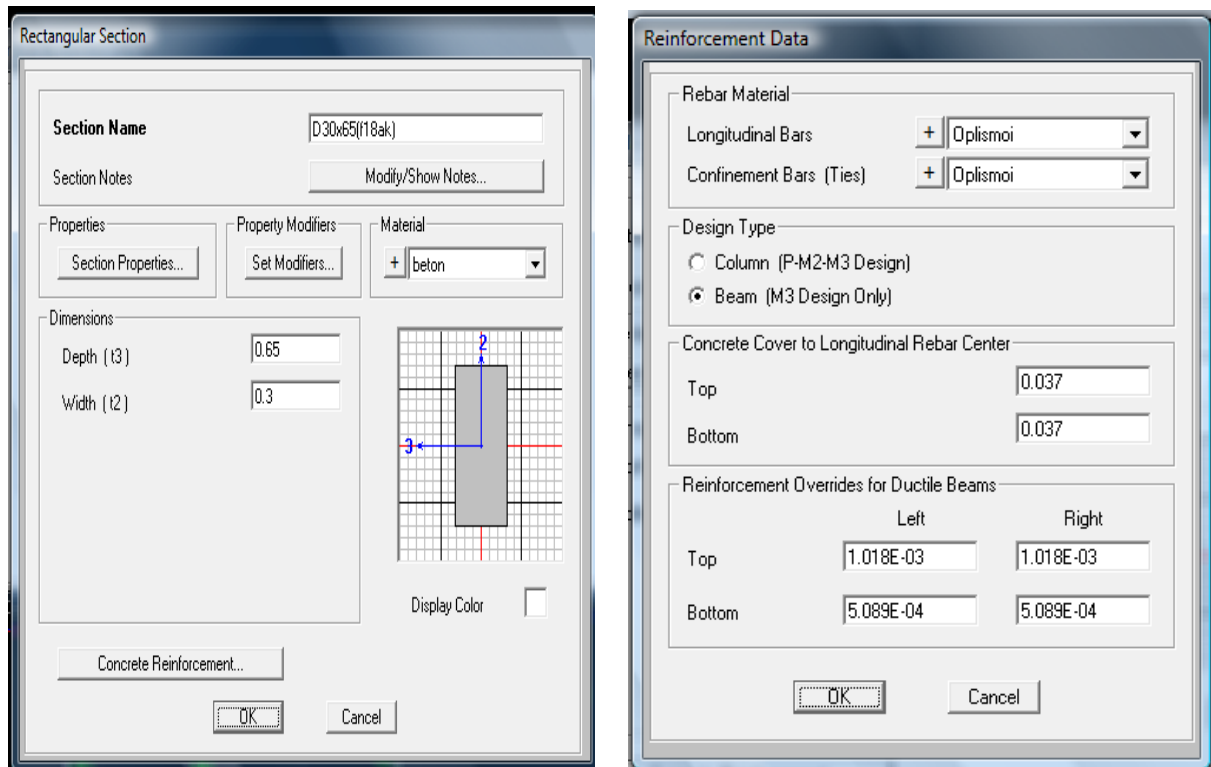 Rectangular Section
Section Name D30x65(f18ak)
Section Notes Modify/Show Notes...
Properties Property Modifiers Material
Section Properties... Set Modifiers... + beton
Dimensions
Depth ( t3 ) 0.65
Width ( t2 ) 0.3
2
3
Display Color
Concrete Reinforcement...
OK Cancel
Reinforcement Data
Rebar Material
Longitudinal Bars + Oplismoi
Confinement Bars (Ties) + Oplismoi
Design Type
Column (P-M2-M3 Design)
Beam (M3 Design Only)
Concrete Cover to Longitudinal Rebar Center
Top 0.037
Bottom 0.037
Reinforcement Overrides for Ductile Beams
Left Right
Top 1.018E-03 1.018E-03
Bottom 5.089E-04 5.089E-04
OK Cancel